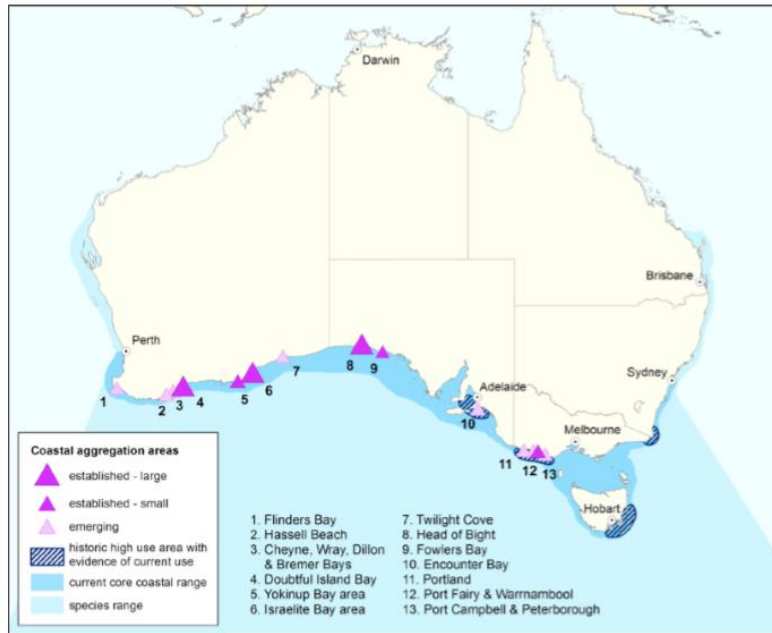 Darwin
Brisbane
Perth
Sydney
Adelaide
Melbourne
Hobart
1
2
3
4
5
6
7
8
9
10
11
12
13
Coastal aggregation areas
established - large
established - small
emerging
historic high use area with
evidence of current use
current core coastal range
species range
1. Flinders Bay
2. Hassell Beach
3. Cheyne, Wray, Dillon
& Bremer Bays
4. Doubtful Island Bay
5. Yokinup Bay area
6. Israelite Bay area
7. Twilight Cove
8. Head of Bight
9. Fowlers Bay
10. Encounter Bay
11. Portland
12. Port Fairy & Warrnambool
13. Port Campbell & Peterborough